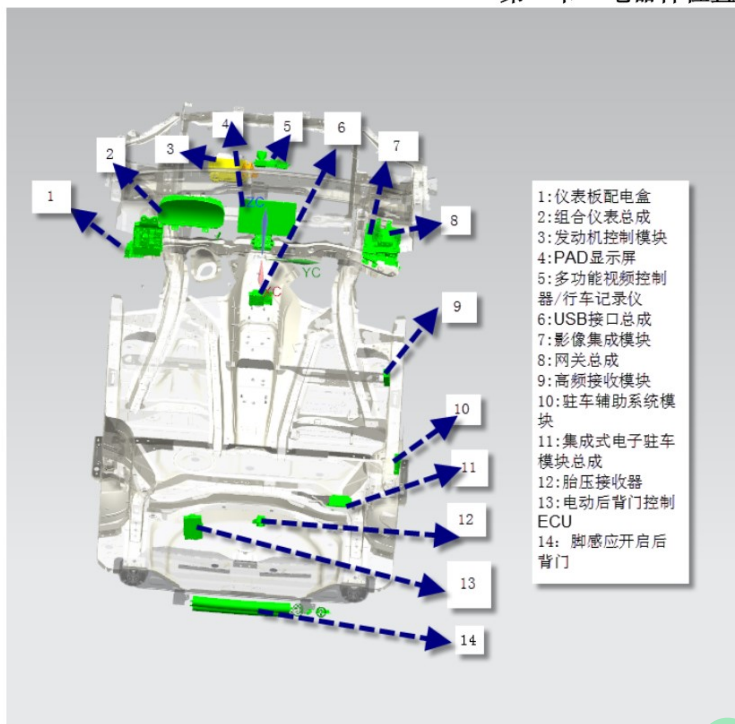 4
5
6
3
7
2
1
8
ZC
YC
9
10
11
12
13
14
1:仪表板配电盒
2:组合仪表总成
3:发动机控制模块
4:PAD显示屏
5:多功能视频控制
器/行车记录仪
6:USB接口总成
7:影像集成模块
8:网关总成
9:高频接收模块
10:驻车辅助系统模
块
11:集成式电子驻车
模块总成
12:胎压接收器
13:电动后背门控制
ECU
14: 脚感应开启后
背门